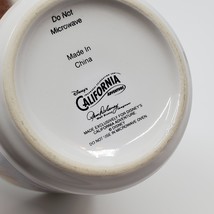 Do Not
Microwave
Made in
China
DISNEY'S
CALIFORNIA
ADVENTURE
MADE EXCLUSIVELY FOR DISNEY'S
CALIFORNIA ADVENTURE
© DISNEY
DO NOT USE IN MICROWAVE OVEN